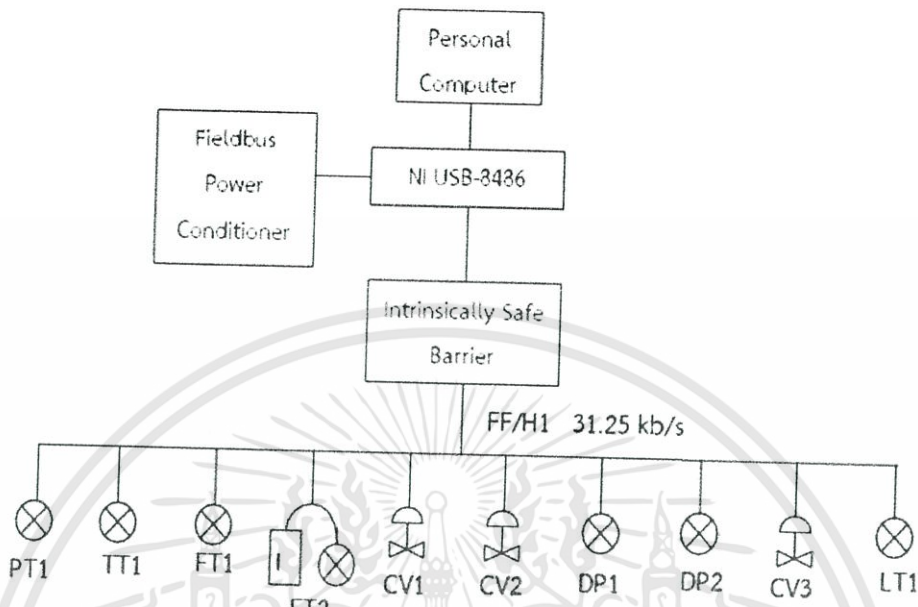 Personal
Computer
Fieldbus
Power
Conditioner
NI USB-8486
Intrinsically Safe
Barrier
FF/H1 31.25 kb/s
PT1 TT1 FT1 FT2 CV1 CV2 DP1 DP2 CV3 LT1
I